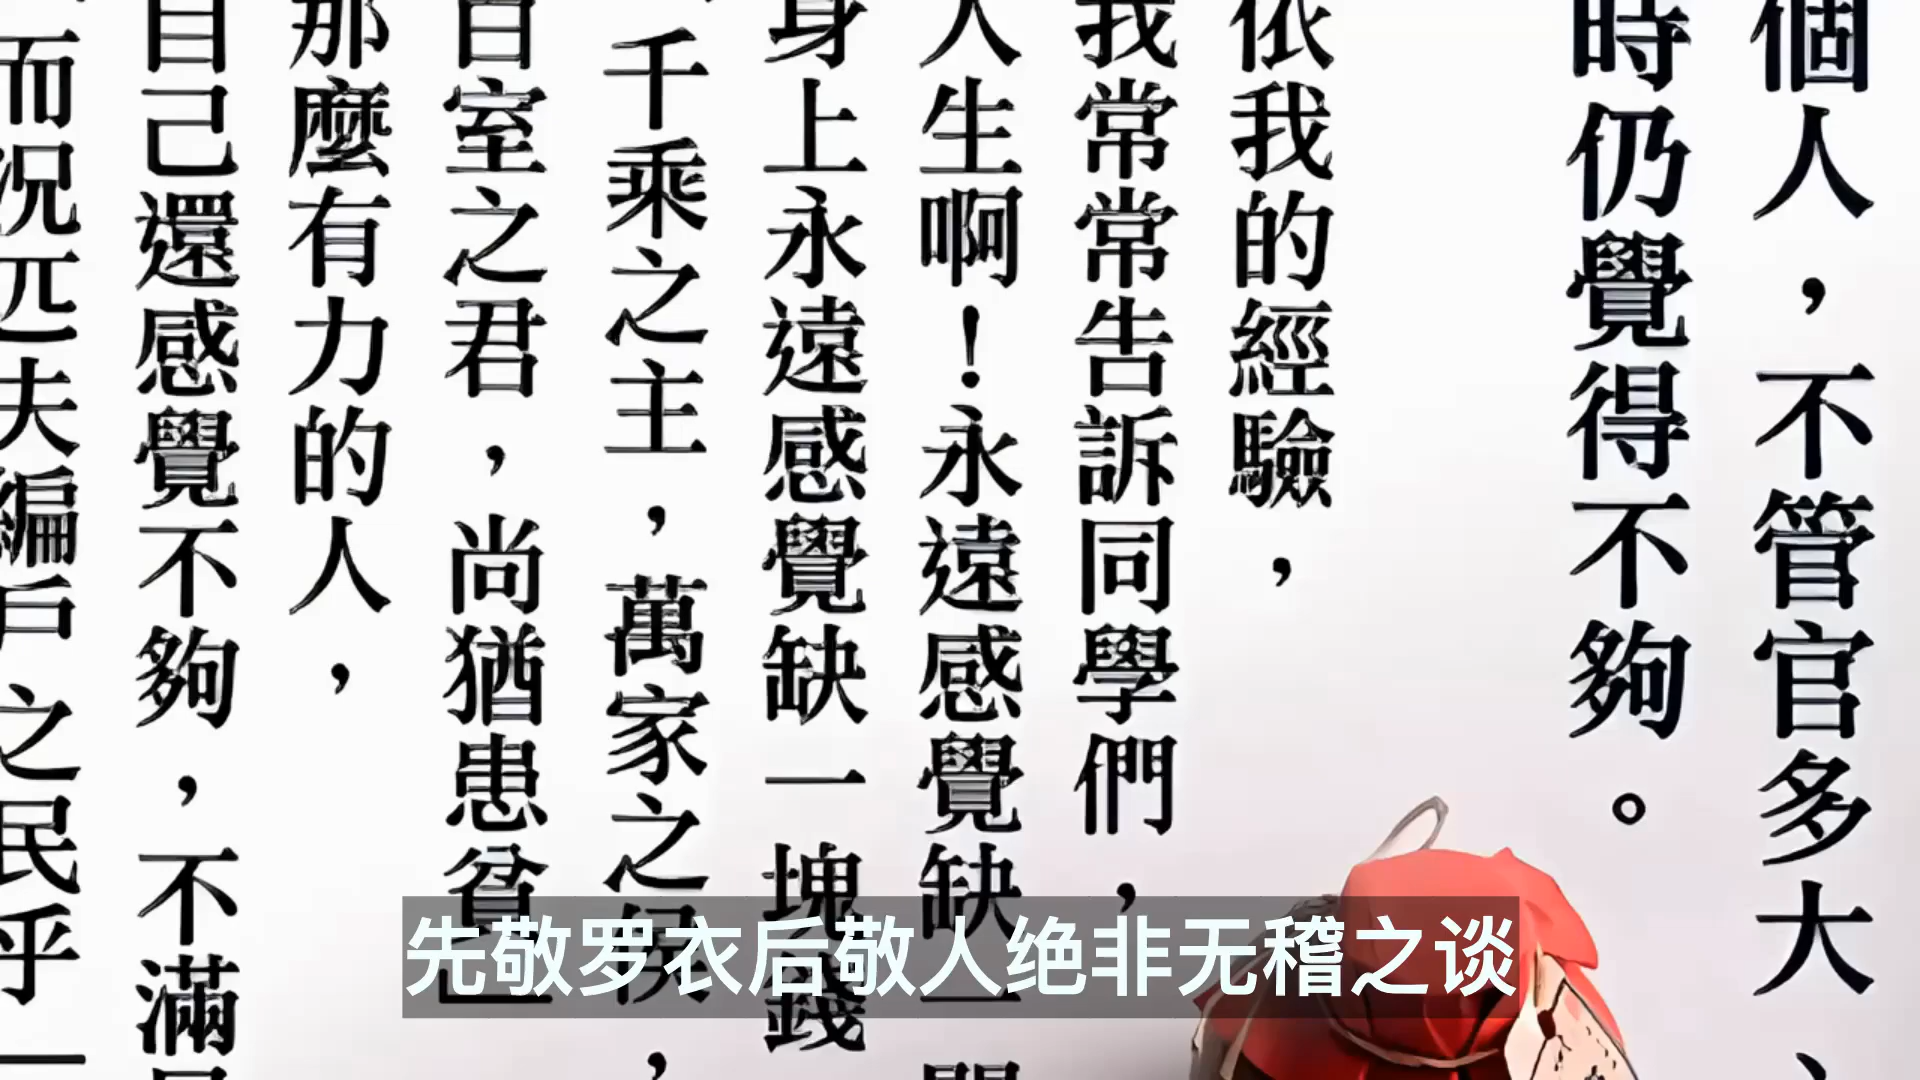 個人，不管官多大，
時仍覺得不夠。
依我的經驗，
我常常告訴同學們，
人生啊！永遠感覺缺一間
身上永遠感覺缺一塊錢
千乘之主，萬家之侯，
百室之君，尚猶患貧」
那麼有力的人，
自己還感覺不夠，不滿足
而況匹夫編戶之民乎
先敬罗衣后敬人绝非无稽之谈